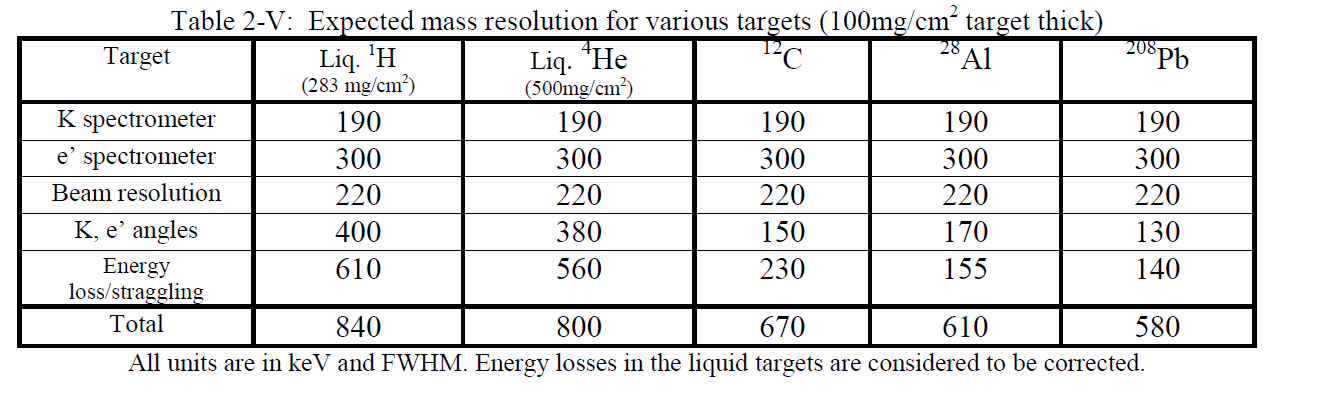 Table 2-V: Expected mass resolution for various targets (100mg/cm² target thick)
Target Liq. ¹H (283 mg/cm²) Liq. ⁴He (500mg/cm²) ¹²C ²⁸Al ²⁰⁸Pb
K spectrometer 190 190 190 190 190
e’ spectrometer 300 300 300 300 300
Beam resolution 220 220 220 220 220
K, e’ angles 400 380 150 170 130
Energy loss/straggling 610 560 230 155 140
Total 840 800 670 610 580
All units are in keV and FWHM. Energy losses in the liquid targets are considered to be corrected.